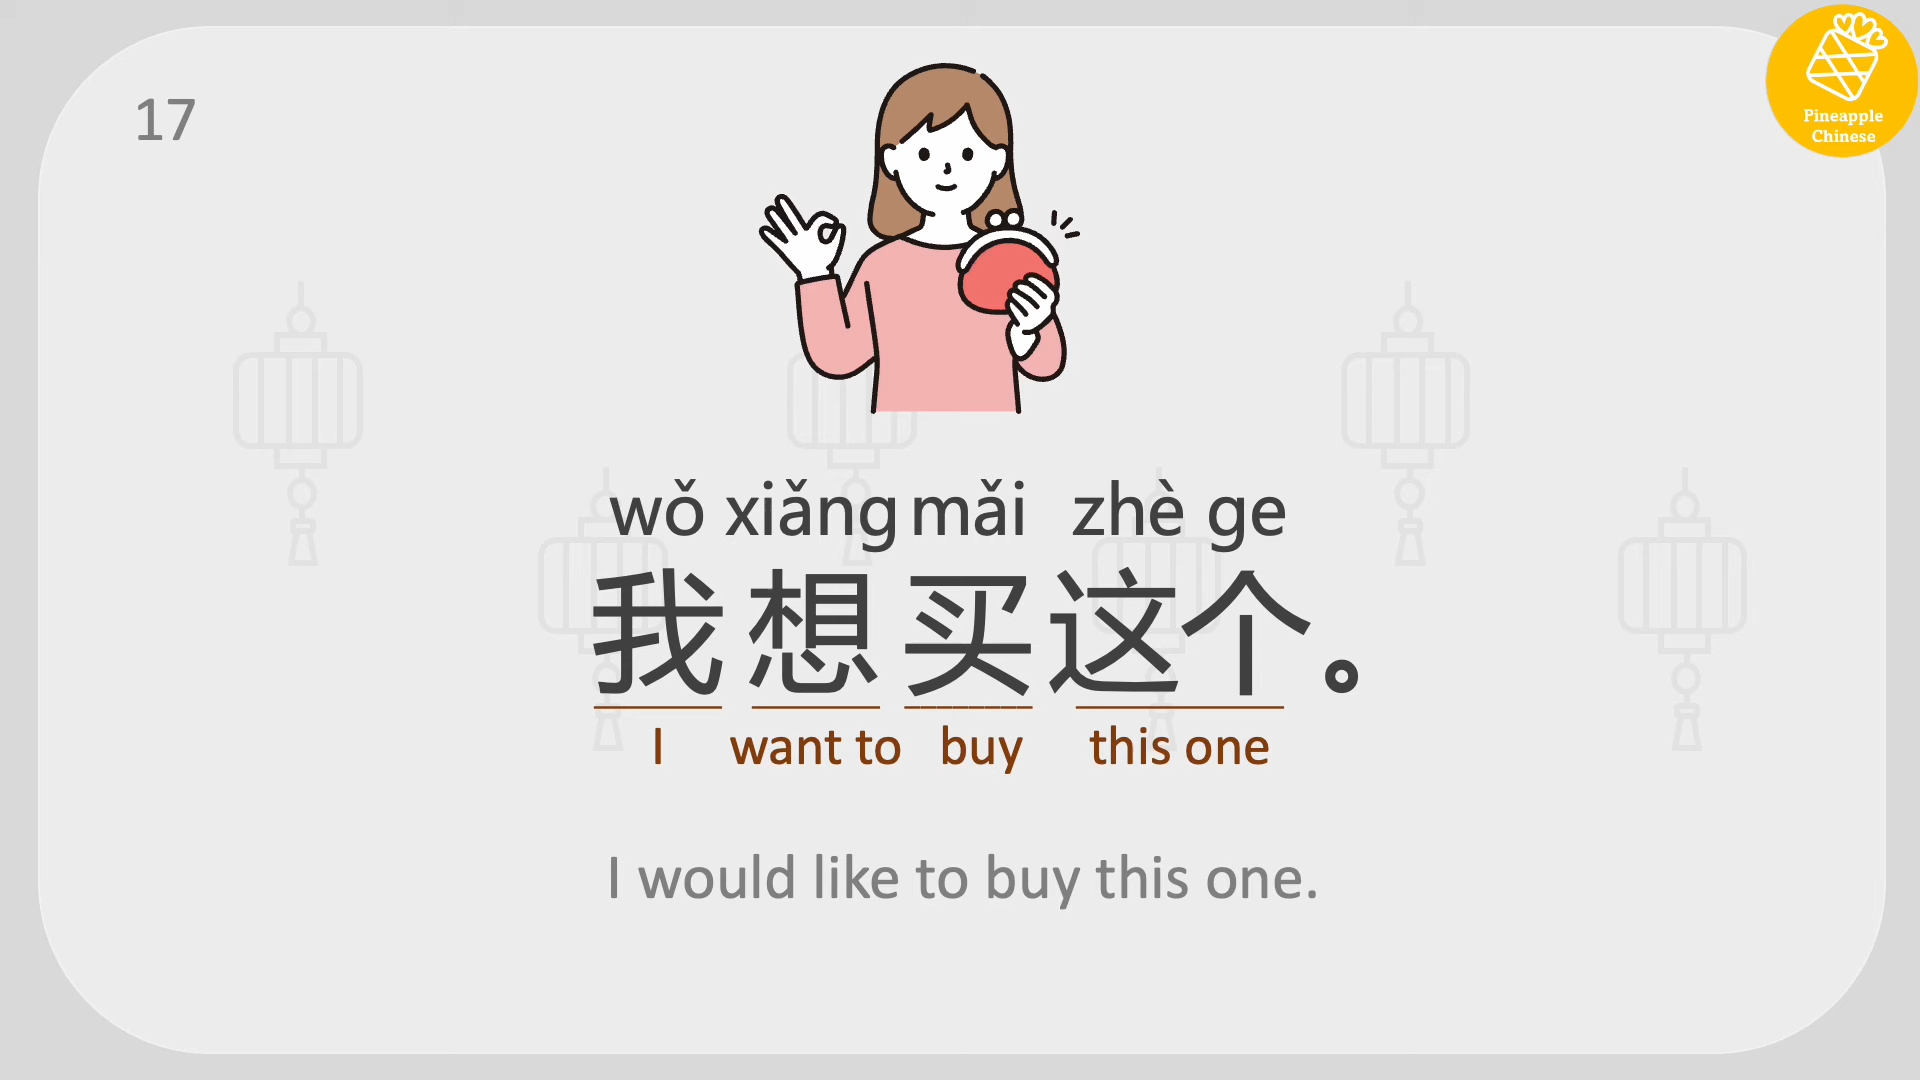 17
Pineapple
Chinese
wǒ xiǎng mǎi zhè ge
我想买这个。
I want to buy this one
I would like to buy this one.